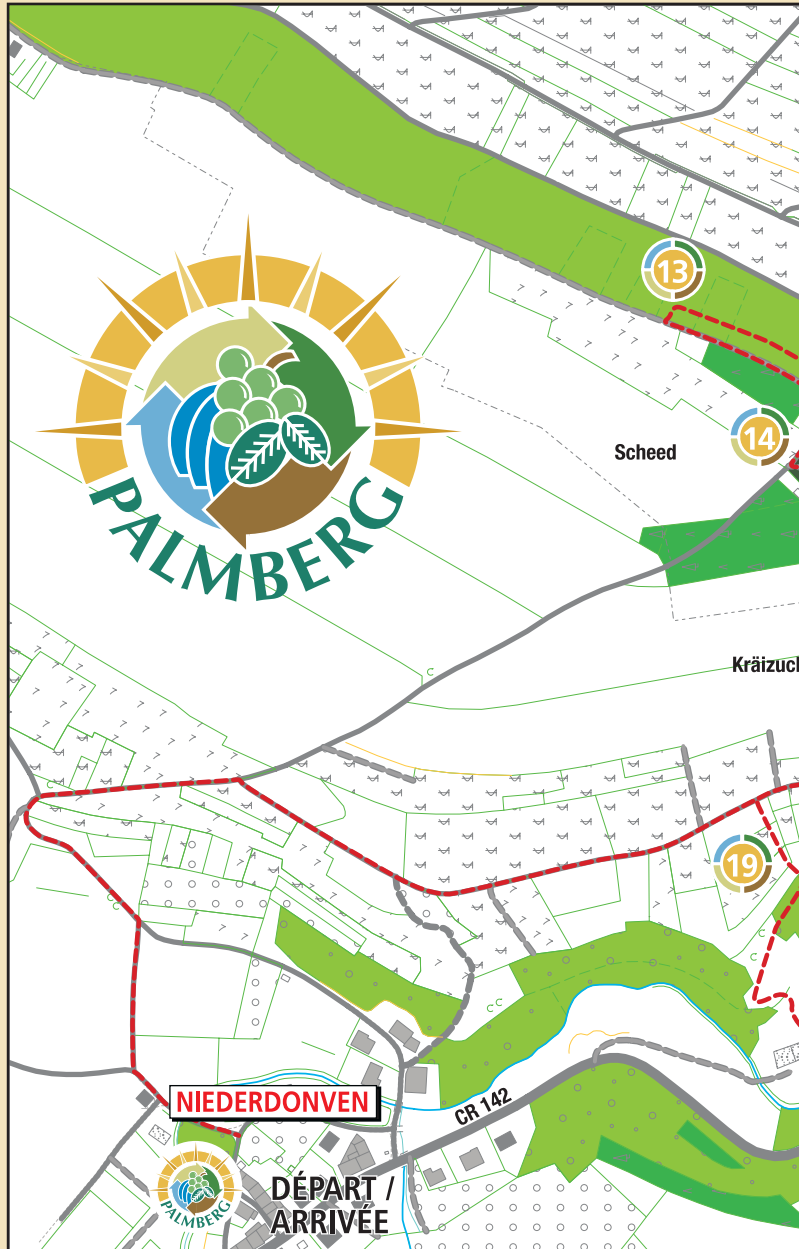 13
14
Scheed
PALMBERG
Kräizuch
19
NIEDERDONVEN
CR 142
DÉPART /
ARRIVÉE
PALMBERG